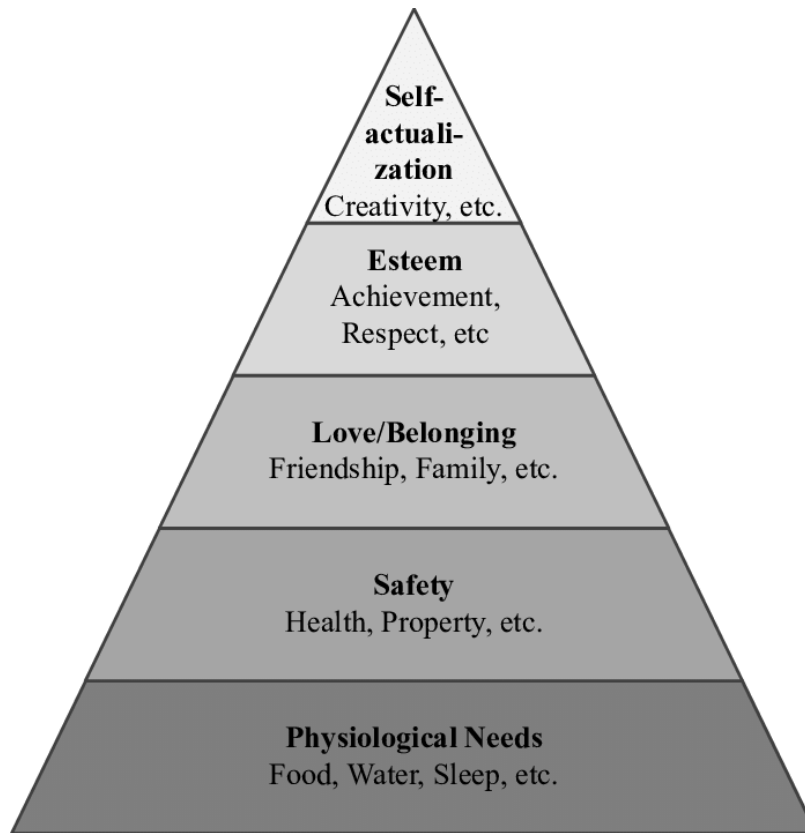 Self-
actuali-
zation
Creativity, etc.
Esteem
Achievement,
Respect, etc
Love/Belonging
Friendship, Family, etc.
Safety
Health, Property, etc.
Physiological Needs
Food, Water, Sleep, etc.